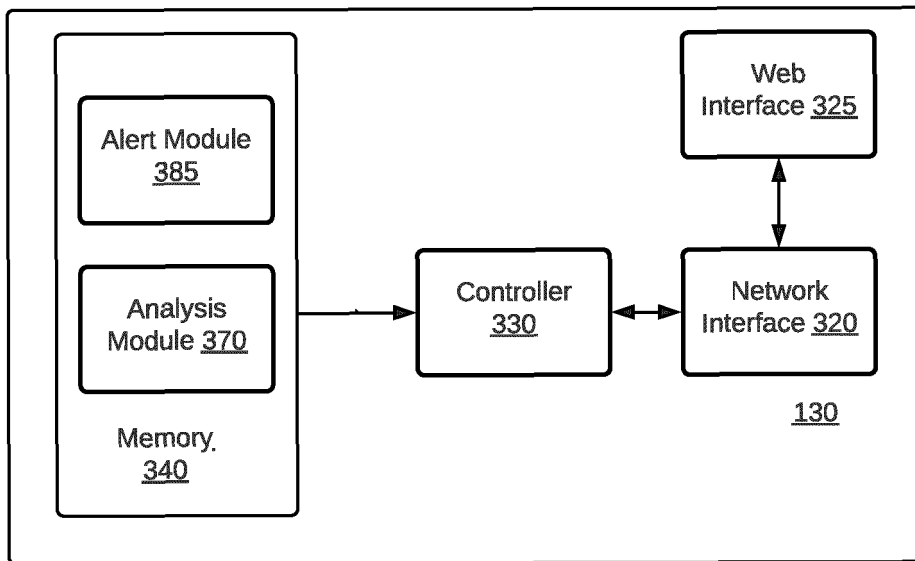 Alert Module
385
Analysis
Module 370
Memory.
340
Controller
330
Web
Interface 325
Network
Interface 320
130